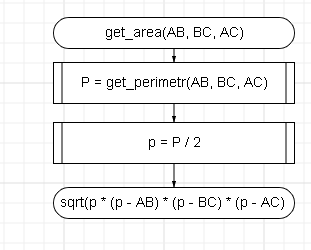 get_area(AB, BC, AC)
P = get_perimetr(AB, BC, AC)
p = P / 2
sqrt(p * (p - AB) * (p - BC) * (p - AC)